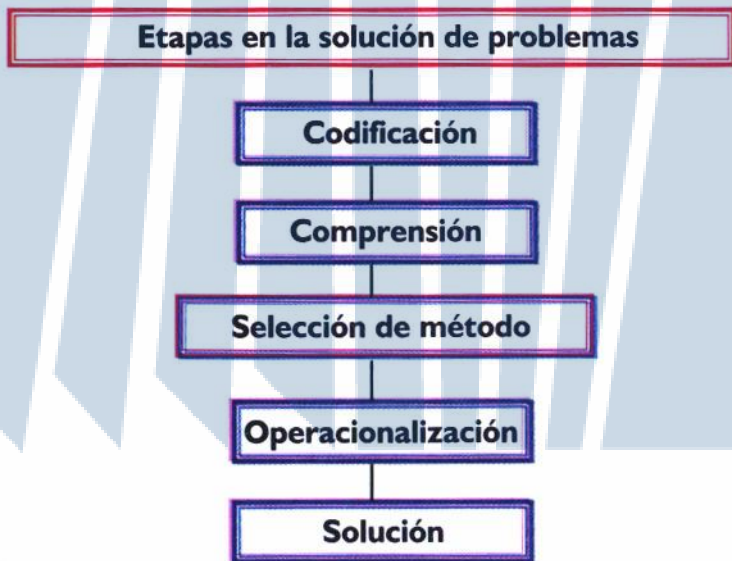 Etapas en la solución de problemas
Codificación
Comprensión
Selección de método
Operacionalización
Solución